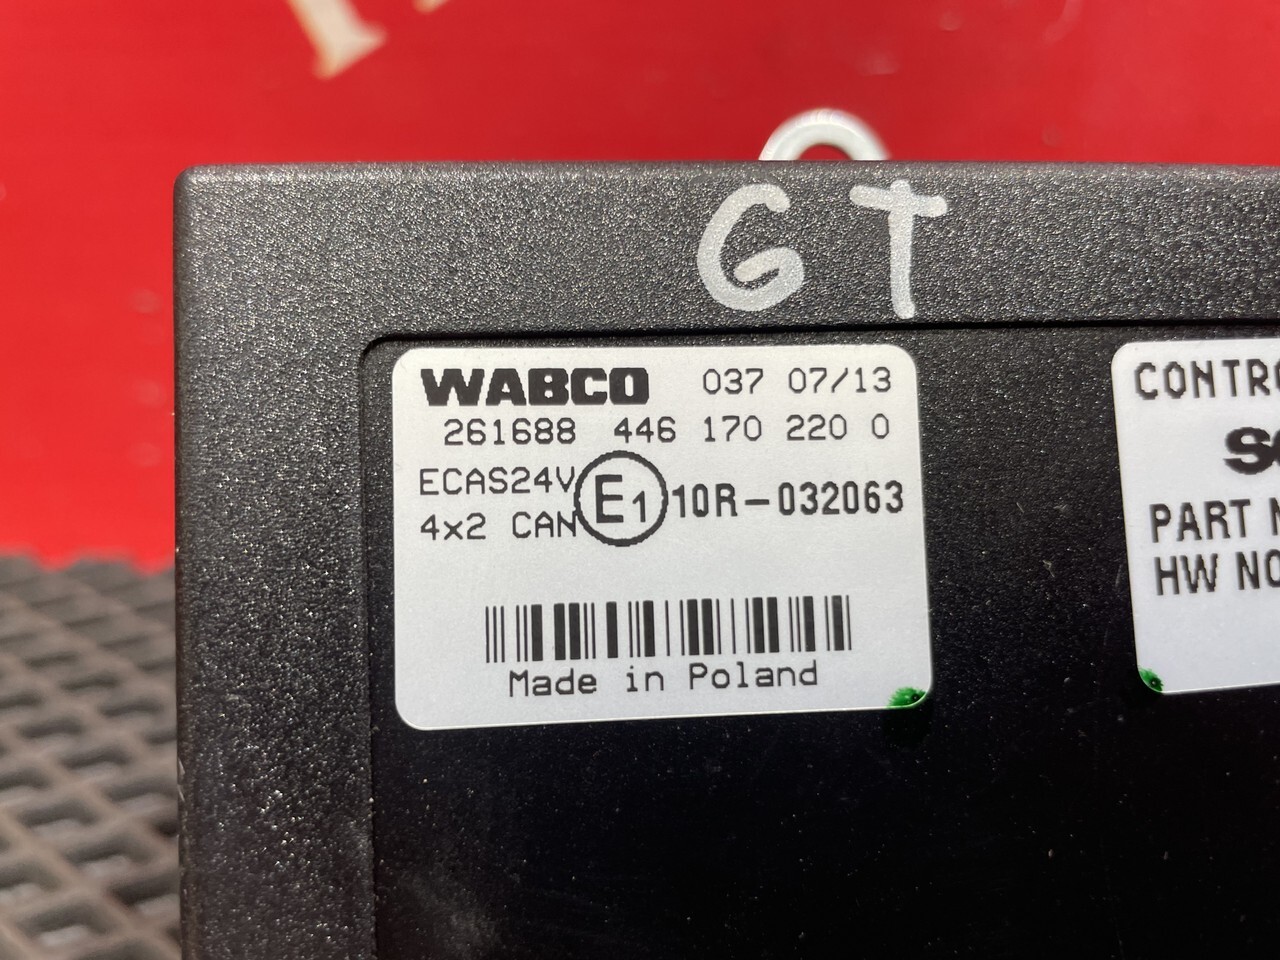 GT
WABCO 037 07/13
261688 446 170 220 0
ECAS24V
4x2 CAN
E1 10R-032063
Made in Poland
CONTRO
PART N
HW NO